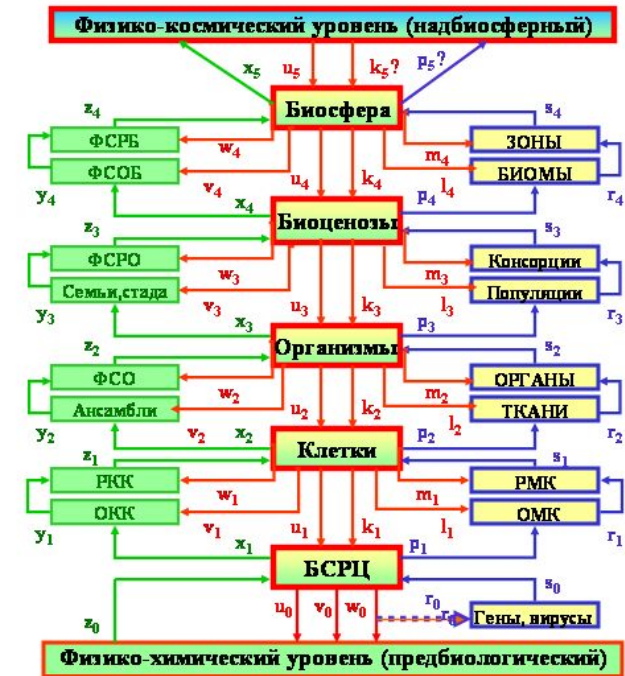 Физико-космический уровень (надбиосферный)
x5 u5 k5? p5?
z4 Биосфера s4
ФСРБ w4 m4 ЗОНЫ
ФСОБ v4 u4 k4 l4 БИОМЫ
y4 x4 p4 r4
z3 Биоценозы s3
ФСРО w3 m3 Консорции
Семьи,стада v3 u3 k3 l3 Популяции
y3 x3 p3 r3
z2 Организмы s2
ФСО w2 m2 ОРГАНЫ
Ансамбли u2 k2 l2 ТКАНИ
y2 v2 x2 p2 r2
z1 Клетки s1
РКК w1 m1 РМК
ОКК v1 u1 k1 l1 ОМК
y1 x1 p1 r1
БСРЦ
z0 u0 v0 w0 r0 s0
Гены, вирусы
Физико-химический уровень (предбиологический)